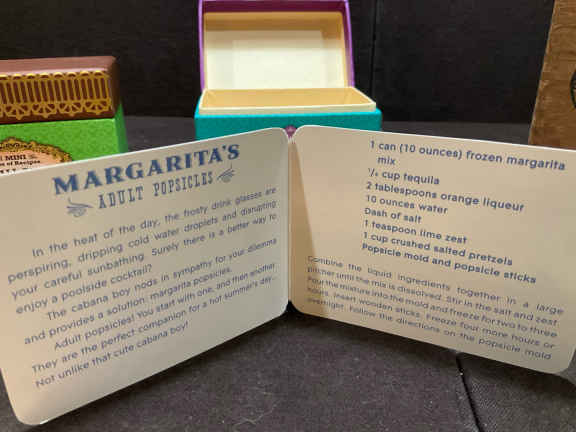 MINI
of Recipes
MARGARITA'S
ADULT POPSICLES
In the heat of the day, the frosty drink glasses are
perspiring, dripping cold water droplets and disrupting
your careful sunbathing. Surely there is a better way to
enjoy a poolside cocktail?
The cabana boy nods in sympathy for your dilemma
and provides a solution: margarita popsicles.
Adult popsicles! You start with one, and then another
They are the perfect companion for a hot summer's day...
Not unlike that cute cabana boy!
1 can (10 ounces) frozen margarita
mix
cup tequila
2 tablespoons orange liqueur
10 ounces water
Dash of salt
1 teaspoon lime zest
1 cup crushed salted pretzels
Popsicle mold and popsicle sticks
Combine the liquid ingredients together in a large
pitcher until the mix is dissolved. Stir in the salt and zest
Pour the mixture into the mold and freeze for two to three
hours. Insert wooden sticks. Freeze four more hours or
overnight. Follow the directions on the popsicle mold